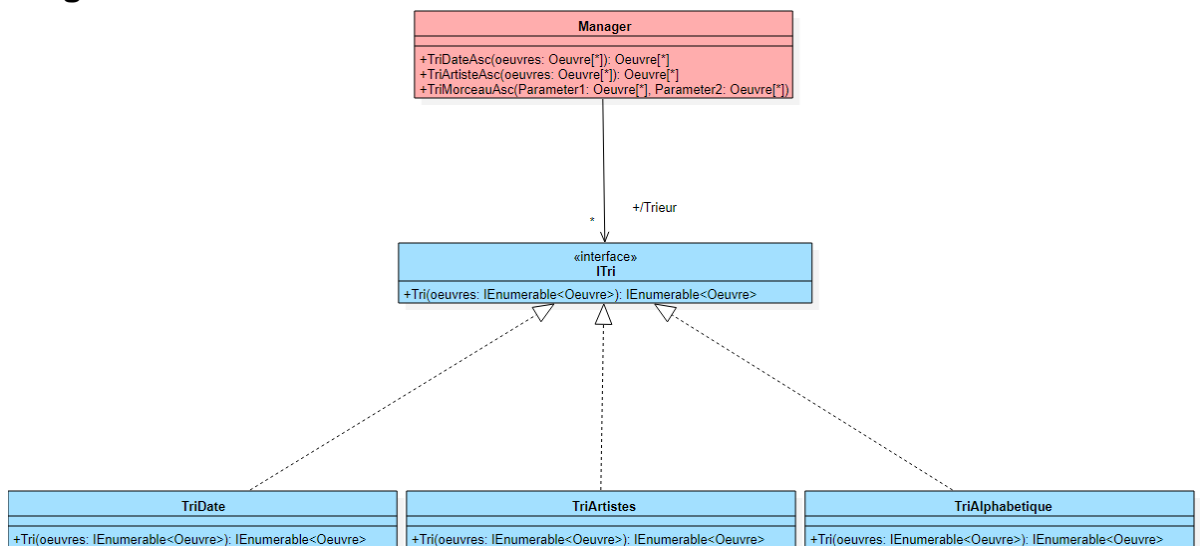 Manager
+TriDateAsc(oeuvres: Oeuvre[*]): Oeuvre[*]
+TriArtisteAsc(oeuvres: Oeuvre[*]): Oeuvre[*]
+TriMorceauAsc(Parameter1: Oeuvre[*], Parameter2: Oeuvre[*])
+/Trieur
*
«interface»
ITri
+Tri(oeuvres: IEnumerable<Oeuvre>): IEnumerable<Oeuvre>
TriDate
+Tri(oeuvres: IEnumerable<Oeuvre>): IEnumerable<Oeuvre>
TriArtistes
+Tri(oeuvres: IEnumerable<Oeuvre>): IEnumerable<Oeuvre>
TriAlphabetique
+Tri(oeuvres: IEnumerable<Oeuvre>): IEnumerable<Oeuvre>